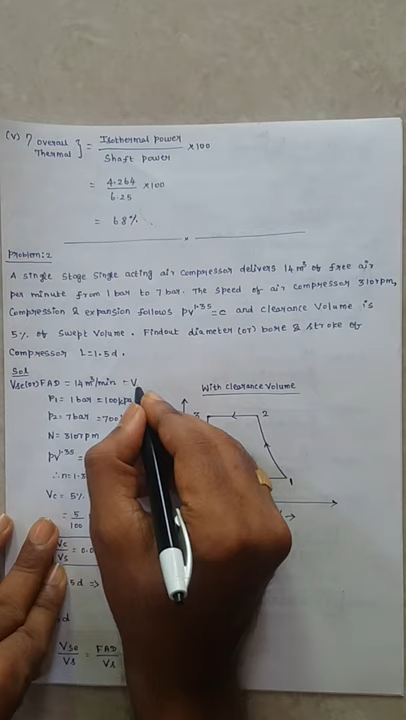 (V) η overall Thermal } = Isothermal power / Shaft power ×100
= 4.264 / 6.25 ×100
= 68%
Problem:2
A single stage single acting air compressor delivers 14 m³ of free air
per minute from 1 bar to 7 bar. The speed of air compressor 310rpm,
compression & expansion follows PV^1.35=c and clearance volume is
5% of swept volume. Findout diameter (or) bore & stroke of
compressor L=1.5d.
Sol
Vse(or)FAD = 14m³/min - V
With clearance volume
P₁ = 1 bar = 100kpa
P₂ = 7bar = 700
3 2
N = 310rpm
PV^1.35 =
∴n=1.3
1
Vc = 5%
= 5/100
Vc/Vs = 0.0
5d ⇒
d
Vse/Vs = FAD/Vs